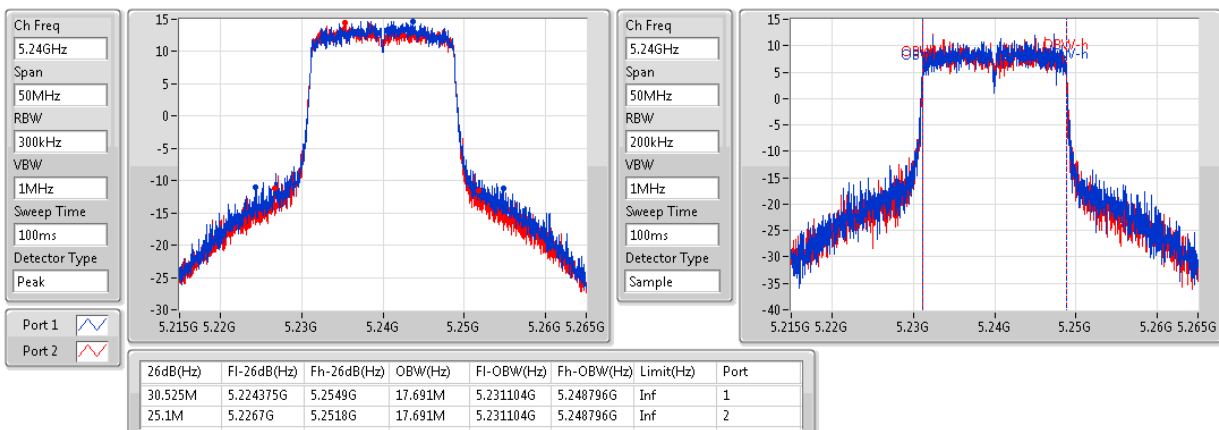 Ch Freq
5.24GHz
Span
50MHz
RBW
300kHz
VBW
1MHz
Sweep Time
100ms
Detector Type
Peak
Port 1
Port 2
15
10
5
0
-5
-10
-15
-20
-25
-30
5.215G 5.22G 5.23G 5.24G 5.25G 5.26G 5.265G
Ch Freq
5.24GHz
Span
50MHz
RBW
200kHz
VBW
1MHz
Sweep Time
100ms
Detector Type
Sample
15
10
5
0
-5
-10
-15
-20
-25
-30
-35
-40
OBW-h
5.215G 5.22G 5.23G 5.24G 5.25G 5.26G 5.265G
26dB(Hz) Fl-26dB(Hz) Fh-26dB(Hz) OBW(Hz) Fl-OBW(Hz) Fh-OBW(Hz) Limit(Hz) Port
30.525M 5.224375G 5.2549G 17.691M 5.231104G 5.248796G Inf 1
25.1M 5.2267G 5.2518G 17.691M 5.231104G 5.248796G Inf 2